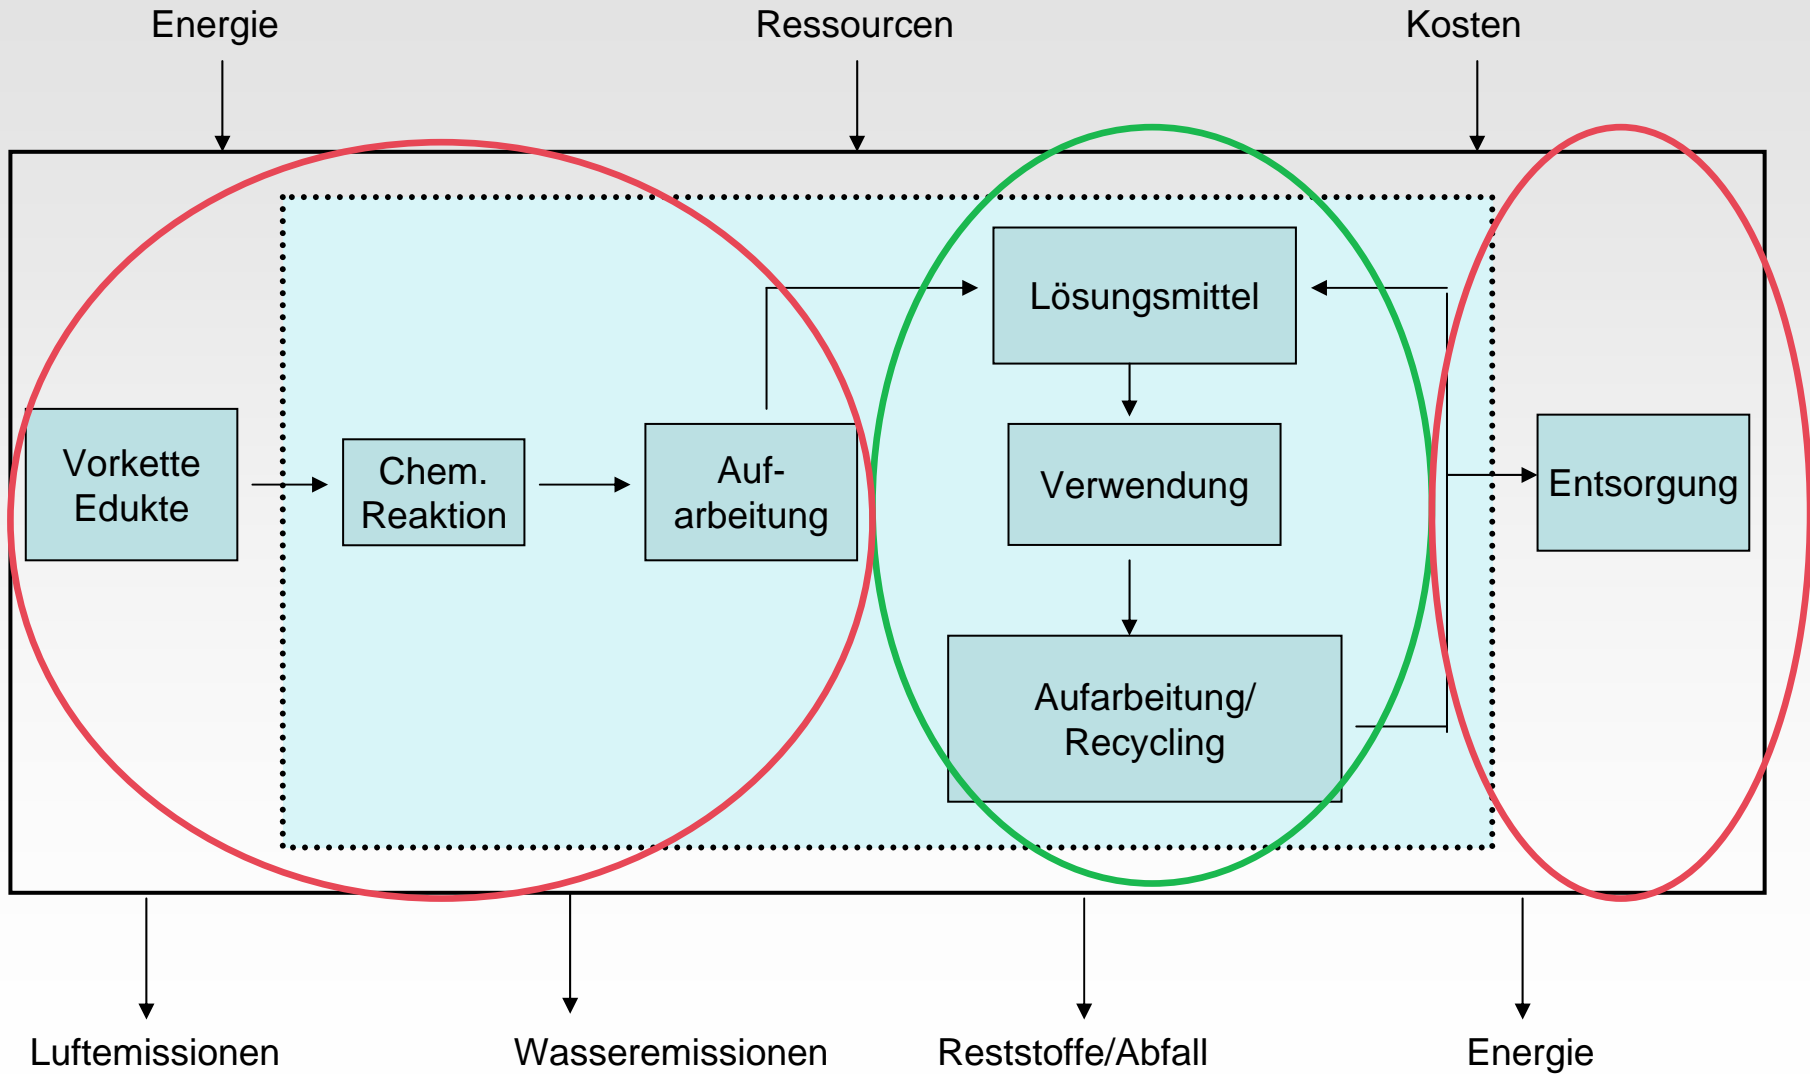 Energie
Ressourcen
Kosten
Lösungsmittel
Vorkette
Edukte
Chem.
Reaktion
Auf-
arbeitung
Verwendung
Entsorgung
Aufarbeitung/
Recycling
Luftemissionen
Wasseremissionen
Reststoffe/Abfall
Energie